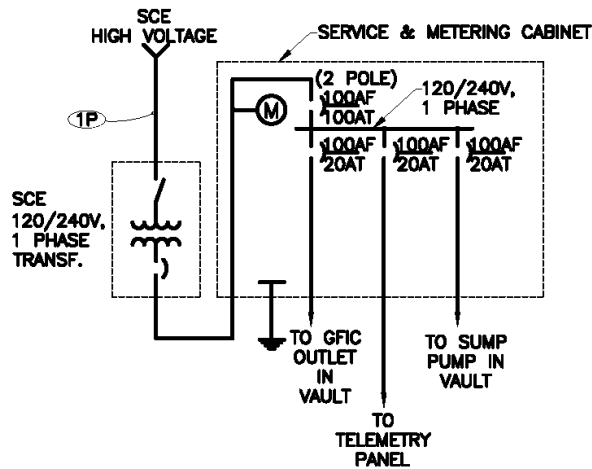 SCE
HIGH VOLTAGE
SERVICE & METERING CABINET
(2 POLE)
100AF
100AT
120/240V,
1 PHASE
M
1P
100AF
20AT
100AF
20AT
100AF
20AT
SCE
120/240V,
1 PHASE
TRANSF.
TO GFIC
OUTLET
IN
VAULT
TO SUMP
PUMP IN
VAULT
TO
TELEMETRY
PANEL